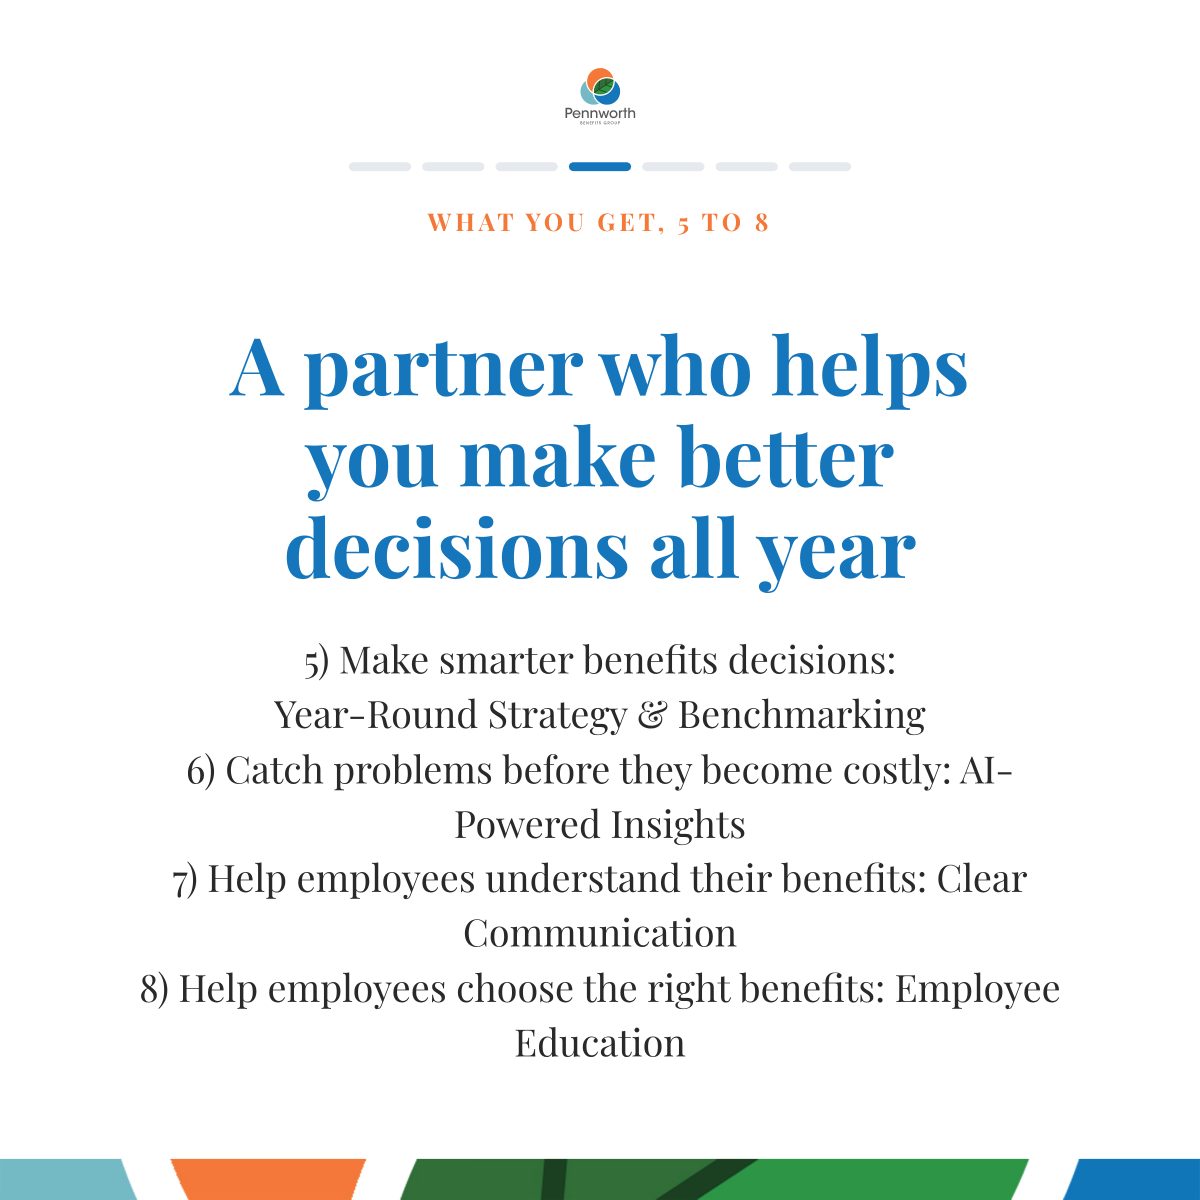 Pennworth
BENEFITS GROUP
WHAT YOU GET, 5 TO 8
A partner who helps
you make better
decisions all year
5) Make smarter benefits decisions:
Year-Round Strategy & Benchmarking
6) Catch problems before they become costly: AI-
Powered Insights
7) Help employees understand their benefits: Clear
Communication
8) Help employees choose the right benefits: Employee
Education